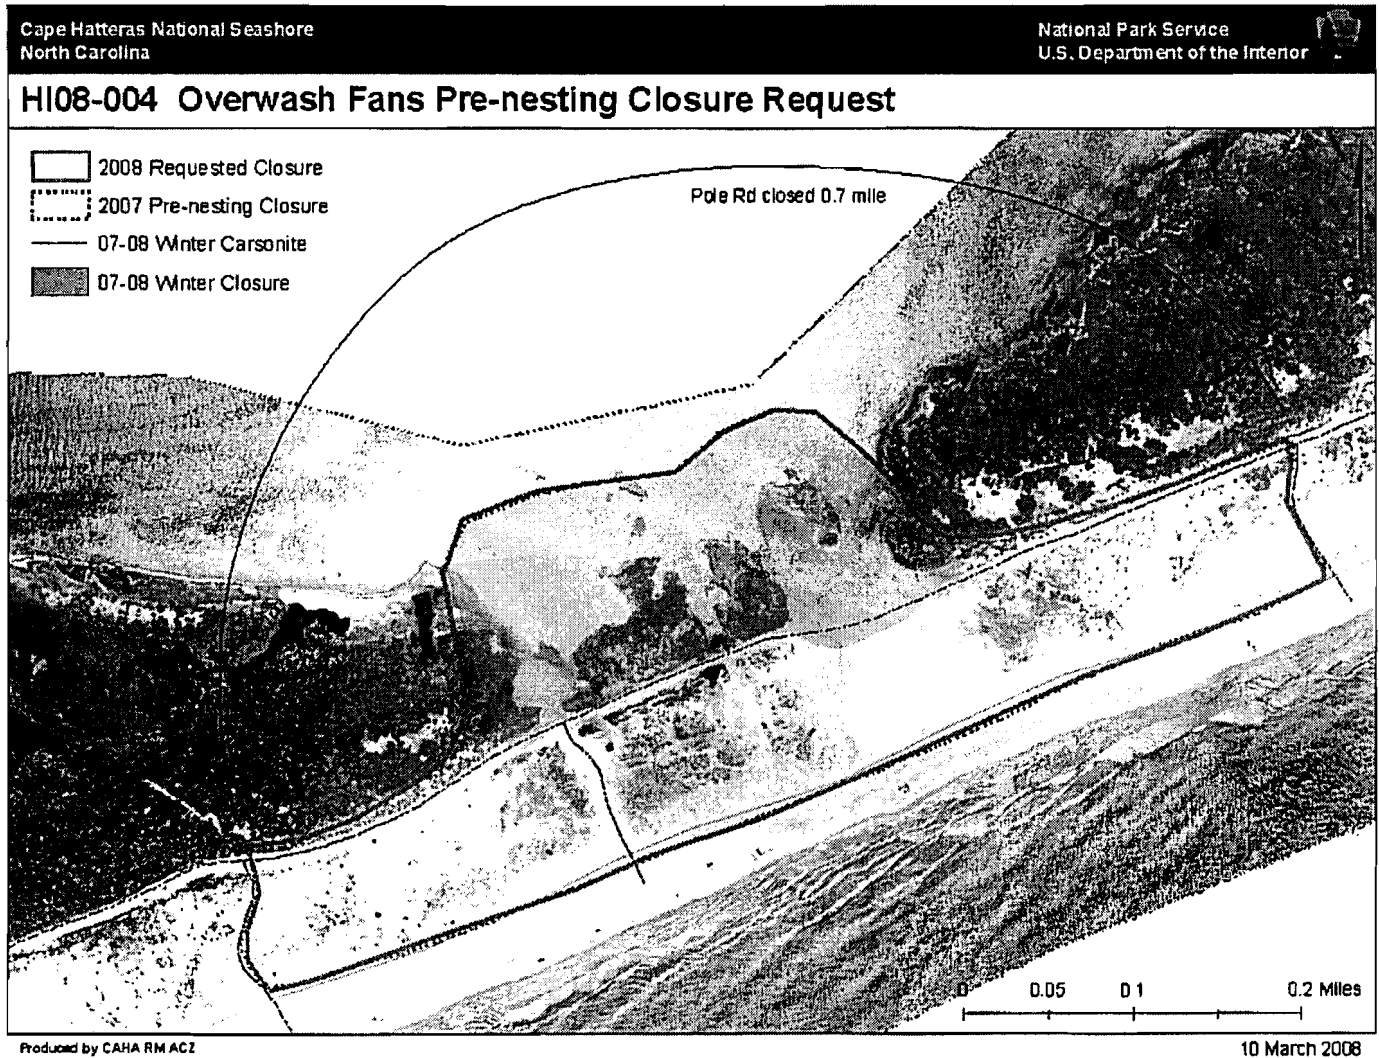 Cape Hatteras National Seashore
North Carolina
National Park Service
U.S. Department of the Interior
HI08-004 Overwash Fans Pre-nesting Closure Request
2008 Requested Closure
2007 Pre-nesting Closure
07-08 Winter Carsonite
07-08 Winter Closure
Pole Rd closed 0.7 mile
0 0.05 0.1 0.2 Miles
Produced by CAHA RM ACZ
10 March 2008